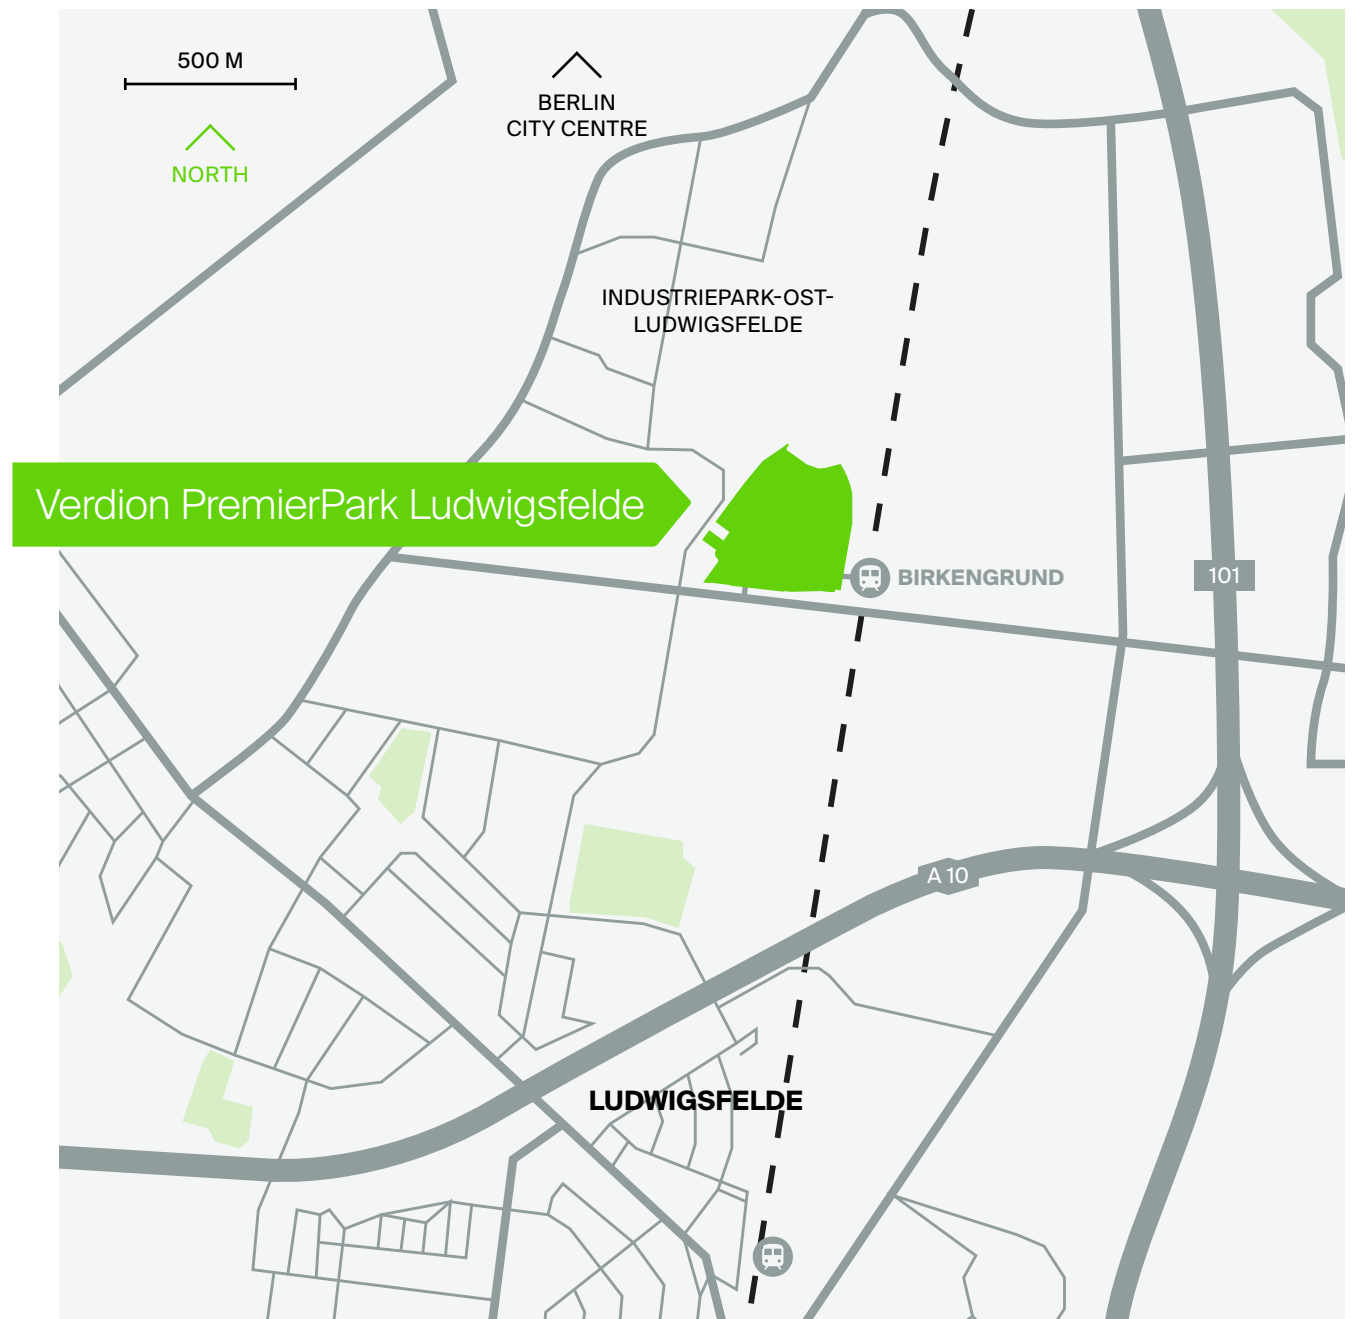 500 M
BERLIN
CITY CENTRE
NORTH
INDUSTRIEPARK-OST-
LUDWIGSFELDE
Verdion PremierPark Ludwigsfelde
BIRKENGRUND
101
A 10
LUDWIGSFELDE